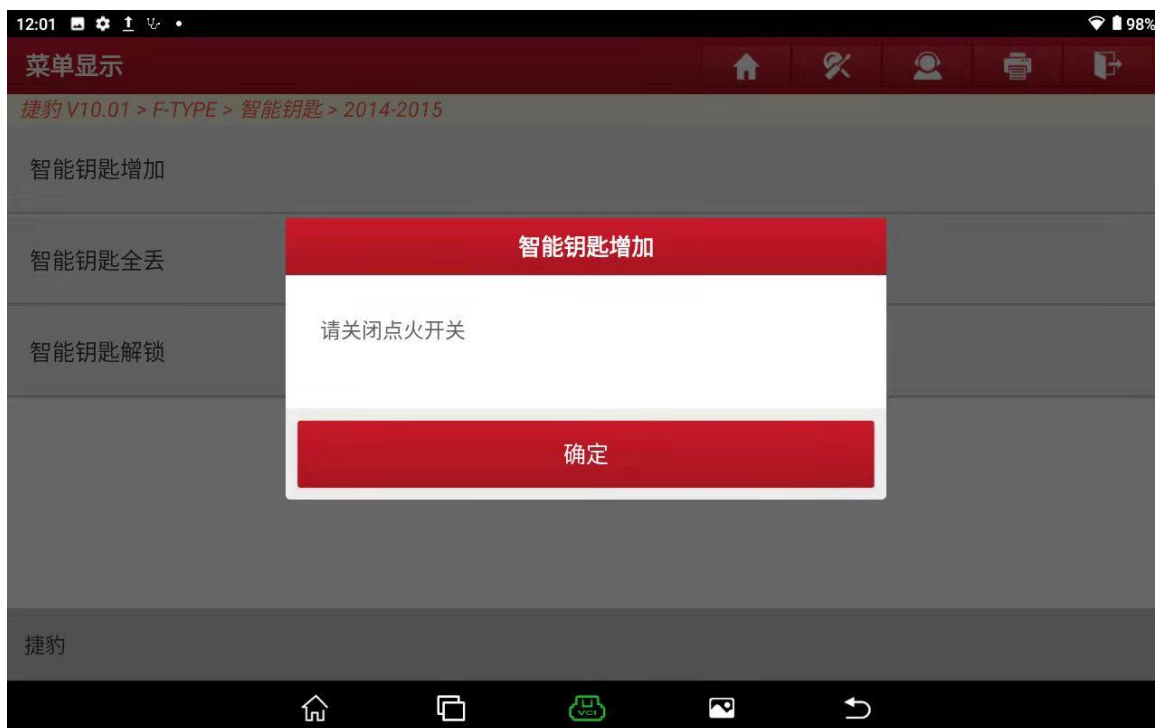 12:01
98%
菜单显示
捷豹 V10.01 > F-TYPE > 智能钥匙 > 2014-2015
智能钥匙增加
智能钥匙全丢
智能钥匙解锁
智能钥匙增加
请关闭点火开关
确定
捷豹
VCI